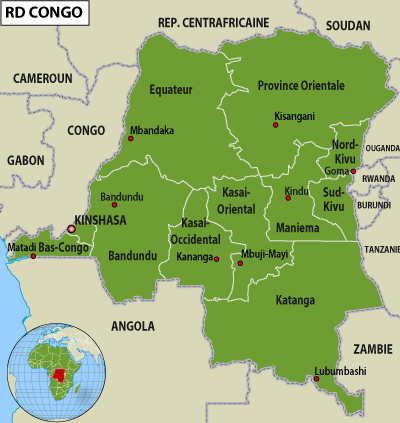 RD CONGO
REP. CENTRAFRICAINE
SOUDAN
CAMEROUN
Equateur
Province Orientale
Kisangani
CONGO
Mbandaka
Nord-
Kivu
OUGANDA
GABON
Goma
RWANDA
Bandundu
Kasai-
Oriental
Kindu
Sud-
Kivu
BURUNDI
KINSHASA
Kasai-
Occidental
Maniema
Matadi
Bas-Congo
Bandundu
Kananga
Mbuji-Mayi
TANZANIE
Katanga
ANGOLA
ZAMBIE
Lubumbashi